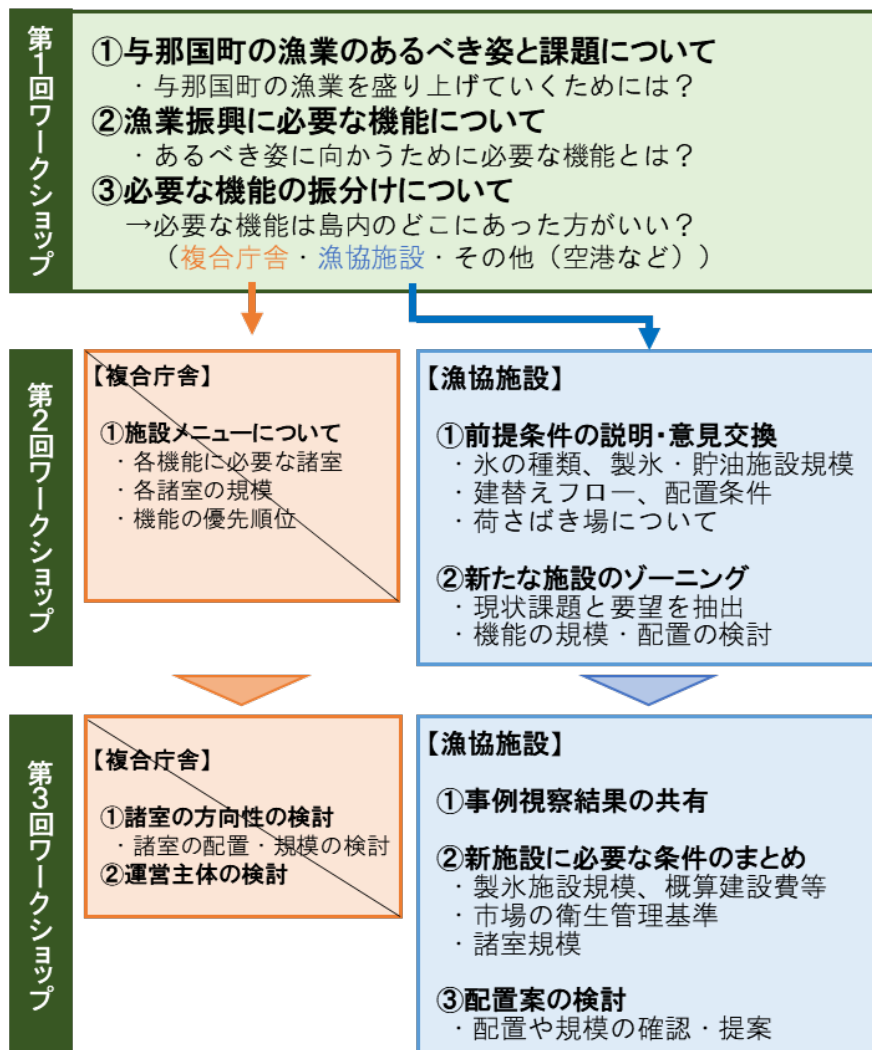 第1回ワークショップ
①与那国町の漁業のあるべき姿と課題について
・与那国町の漁業を盛り上げていくためには？
②漁業振興に必要な機能について
・あるべき姿に向かうために必要な機能とは？
③必要な機能の振分けについて
→必要な機能は島内のどこにあった方がいい？
（複合庁舎・漁協施設・その他（空港など））
第2回ワークショップ
【複合庁舎】
①施設メニューについて
・各機能に必要な諸室
・各諸室の規模
・機能の優先順位
【漁協施設】
①前提条件の説明・意見交換
・氷の種類、製氷・貯油施設規模
・建替えフロー、配置条件
・荷さばき場について
②新たな施設のゾーニング
・現状課題と要望を抽出
・機能の規模・配置の検討
第3回ワークショップ
【複合庁舎】
①諸室の方向性の検討
・諸室の配置・規模の検討
②運営主体の検討
【漁協施設】
①事例視察結果の共有
②新施設に必要な条件のまとめ
・製氷施設規模、概算建設費等
・市場の衛生管理基準
・諸室規模
③配置案の検討
・配置や規模の確認・提案